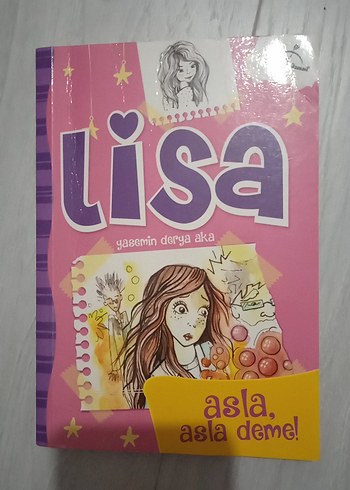 Lisa
yasemin derya aka
asla,
asla deme!